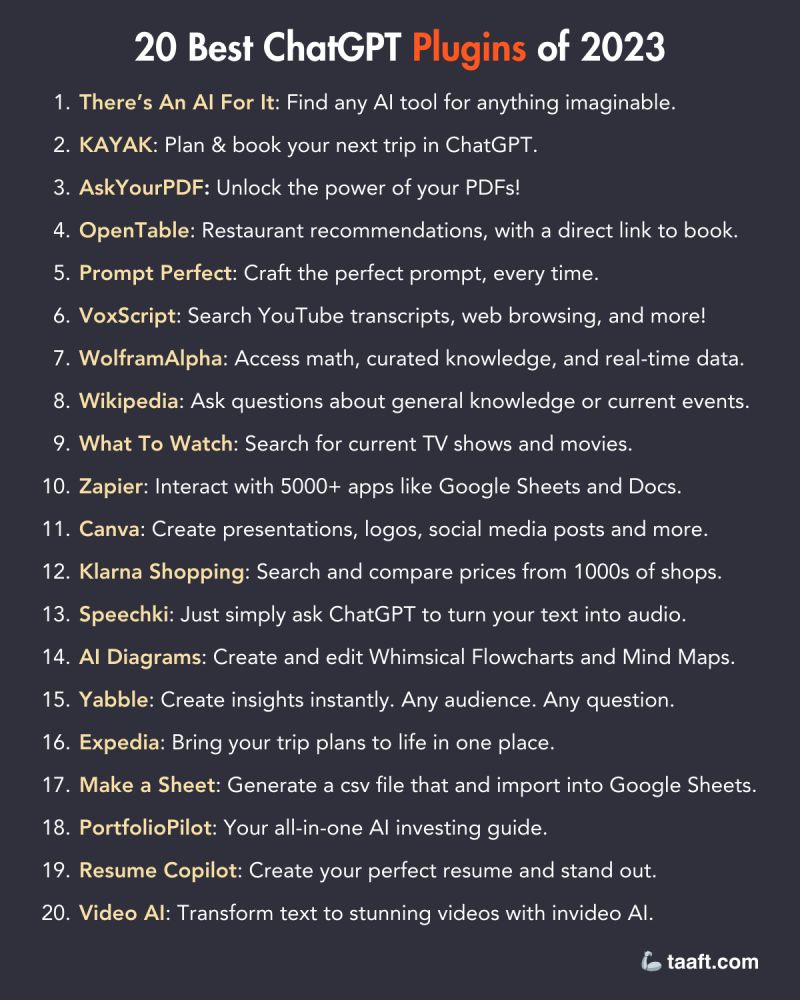 20 Best ChatGPT Plugins of 2023
1. There's An AI For It: Find any AI tool for anything imaginable.
2. KAYAK: Plan & book your next trip in ChatGPT.
3. AskYourPDF: Unlock the power of your PDFs!
4. OpenTable: Restaurant recommendations, with a direct link to book.
5. Prompt Perfect: Craft the perfect prompt, every time.
6. VoxScript: Search YouTube transcripts, web browsing, and more!
7. WolframAlpha: Access math, curated knowledge, and real-time data.
8. Wikipedia: Ask questions about general knowledge or current events.
9. What To Watch: Search for current TV shows and movies.
10. Zapier: Interact with 5000+ apps like Google Sheets and Docs.
11. Canva: Create presentations, logos, social media posts and more.
12. Klarna Shopping: Search and compare prices from 1000s of shops.
13. Speechki: Just simply ask ChatGPT to turn your text into audio.
14. AI Diagrams: Create and edit Whimsical Flowcharts and Mind Maps.
15. Yabble: Create insights instantly. Any audience. Any question.
16. Expedia: Bring your trip plans to life in one place.
17. Make a Sheet: Generate a csv file that and import into Google Sheets.
18. PortfolioPilot: Your all-in-one AI investing guide.
19. Resume Copilot: Create your perfect resume and stand out.
20. Video AI: Transform text to stunning videos with invideo AI.
taaft.com